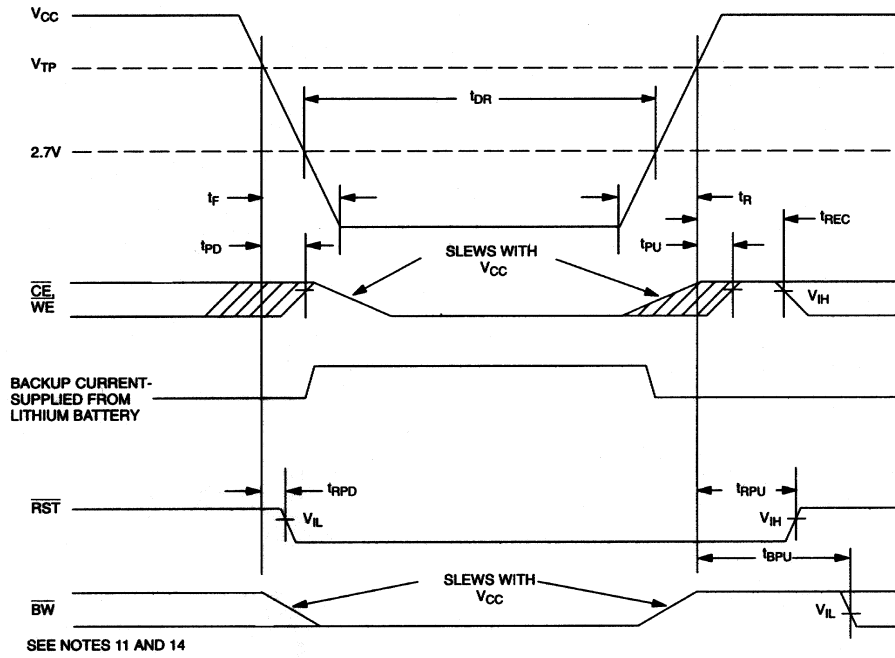 VCC
VTP
tDR
2.7V
tF
tR
tREC
tPD
SLEWS WITH
VCC
tPU
CE,
WE
VIH
BACKUP CURRENT-
SUPPLIED FROM
LITHIUM BATTERY
tRPD
tRPU
RST
VIL
VIH
tBPU
SLEWS WITH
VCC
BW
VIL
SEE NOTES 11 AND 14